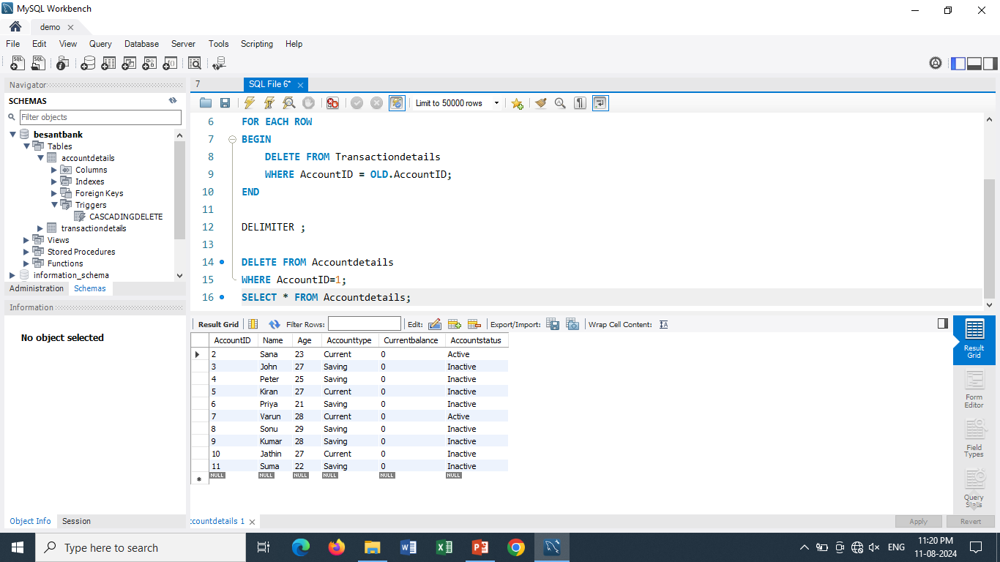 MySQL Workbench
demo
File Edit View Query Database Server Tools Scripting Help
Navigator
SCHEMAS
Filter objects
besantbank
Tables
accountdetails
Columns
Indexes
Foreign Keys
Triggers
CASCADINGDELETE
transactiondetails
Views
Stored Procedures
Functions
information_schema
Administration Schemas
Information
No object selected
Object Info Session
7 SQL File 6*
Limit to 50000 rows
6 FOR EACH ROW
7 BEGIN
8 DELETE FROM Transactiondetails
9 WHERE AccountID = OLD.AccountID;
10 END
11
12 DELIMITER ;
13
14 DELETE FROM Accountdetails
15 WHERE AccountID=1;
16 SELECT * FROM Accountdetails;
Result Grid Filter Rows: Edit: Export/Import: Wrap Cell Content: IA
AccountID Name Age Accounttype Currentbalance Accountstatus
2 Sana 23 Current 0 Active
3 John 27 Saving 0 Inactive
4 Peter 25 Saving 0 Inactive
5 Kiran 27 Current 0 Inactive
6 Priya 21 Saving 0 Inactive
7 Varun 28 Current 0 Active
8 Sonu 29 Saving 0 Inactive
9 Kumar 28 Saving 0 Inactive
10 Jathin 27 Current 0 Inactive
11 Suma 22 Saving 0 Inactive
NULL NULL NULL NULL NULL NULL
Result
Grid
Form
Editor
Field
Types
Query
Stats
ccountdetails 1
Apply Revert
Type here to search
ENG
11:20 PM
11-08-2024